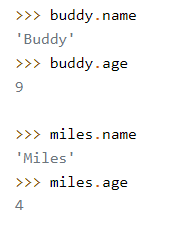 >>> buddy.name
'Buddy'
>>> buddy.age
9
>>> miles.name
'Miles'
>>> miles.age
4